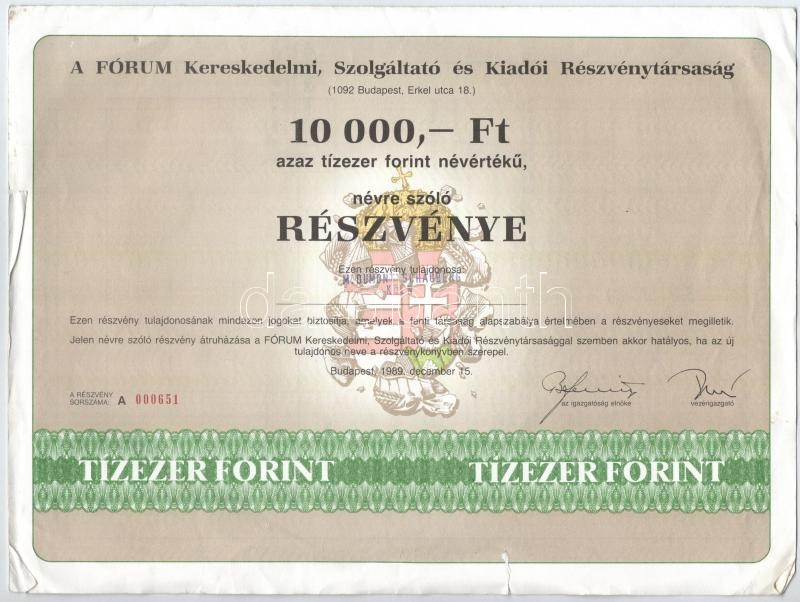 A FÓRUM Kereskedelmi, Szolgáltató és Kiadói Részvénytársaság
(1092 Budapest, Erkel utca 18.)
10 000,— Ft
azaz tízezer forint névértékű,
névre szóló
RÉSZVÉNYE
Ezen részvény tulajdonosa:
M. DUMONT SCHAUBERG
KÖLN
Ezen részvény tulajdonosának mindazon jogokat biztosítja, amelyek a fenti társaság alapszabálya értelmében a részvényeseket megilletik.
Jelen névre szóló részvény átruházása a FÓRUM Kereskedelmi, Szolgáltató és Kiadói Részvénytársasággal szemben akkor hatályos, ha az új
tulajdonos neve a részvénykönyvben szerepel.
Budapest, 1989. december 15.
A RÉSZVÉNY
SORSZÁMA: A 000651
az igazgatóság elnöke
vezérigazgató
TÍZEZER FORINT TÍZEZER FORINT